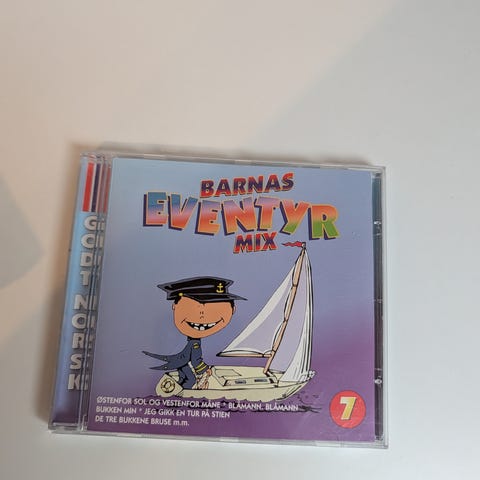 BARNAS
EVENTYR
MIX
GODT NORSK
ØSTENFOR SOL OG VESTENFOR MÅNE * BLÅMANN, BLÅMANN
BUKKEN MIN * JEG GIKK EN TUR PÅ STIEN
DE TRE BUKKENE BRUSE m.m.
7